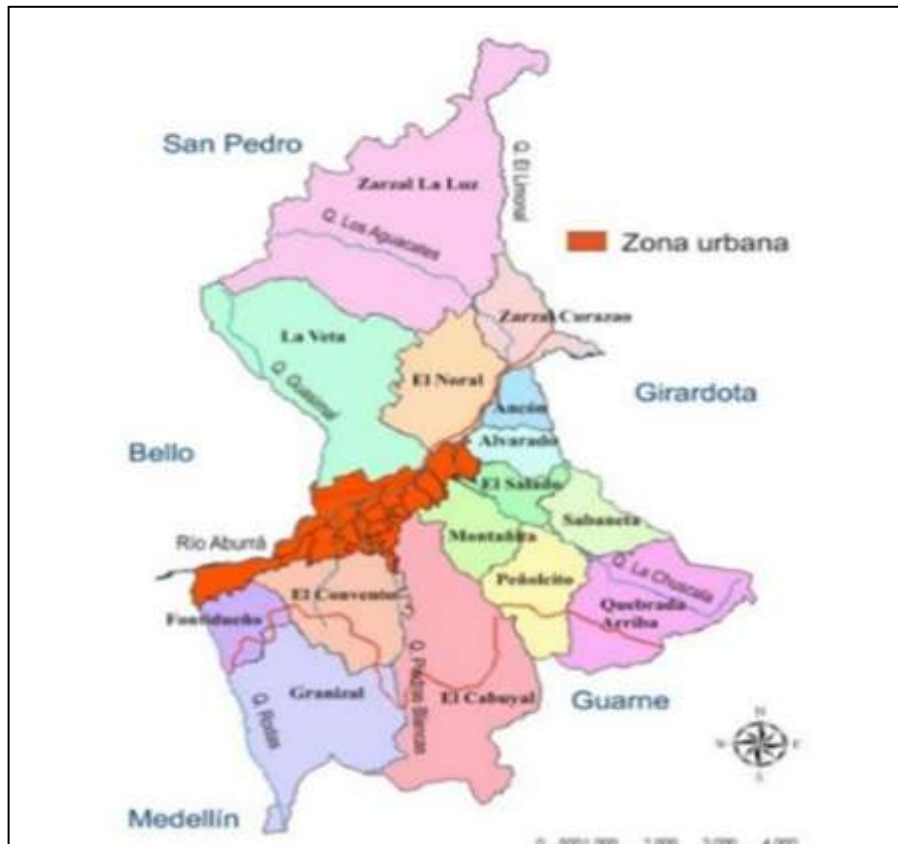 San Pedro
Q. El Limonal
Zarzal La Luz
Q. Los Aguacates
Zona urbana
Zarzal Curazao
La Veta
El Noral
Q. Guasimal
Girardota
Ancón
Alvarado
Bello
El Salado
Sabaneta
Montañita
Río Aburrá
Peñolcito
Q. La Chuscala
El Convento
Quebrada
Arriba
Fontidueño
Q. Piedras Blancas
Granizal
El Cabuyal
Guarne
Q. Rodas
N
W
E
S
Medellín